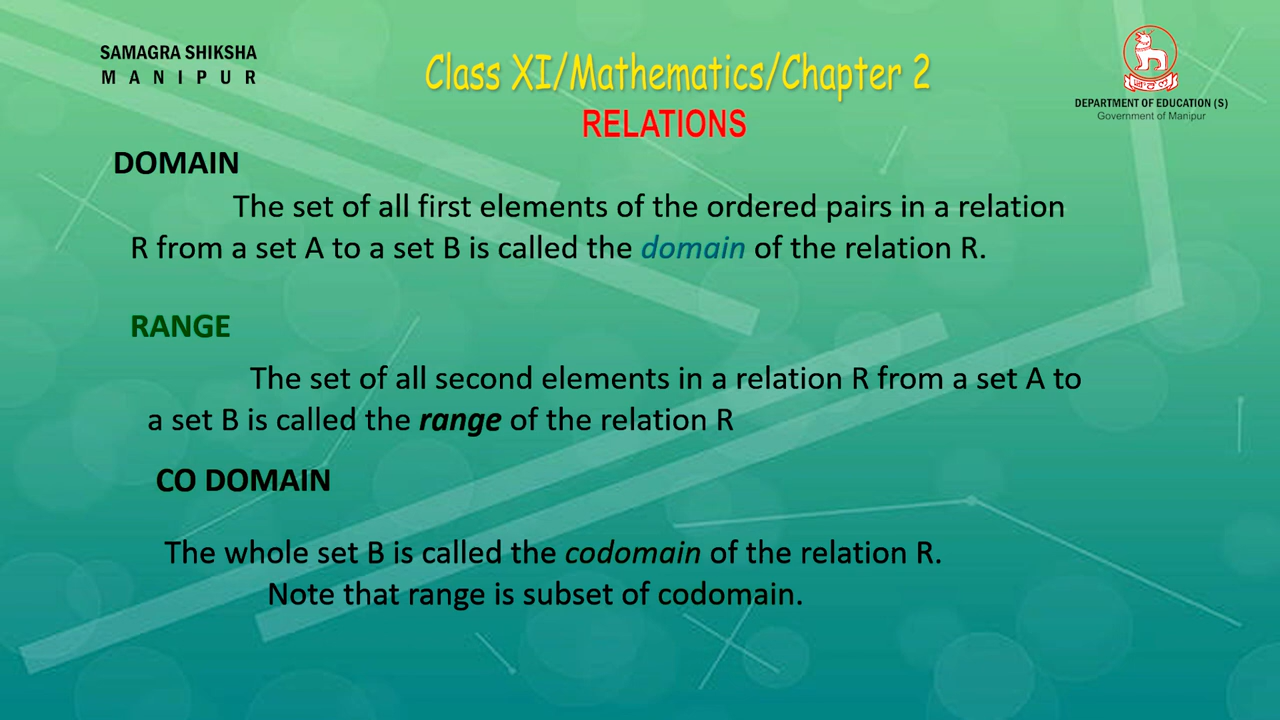 SAMAGRA SHIKSHA
MANIPUR
Class XI/Mathematics/Chapter 2
RELATIONS
DEPARTMENT OF EDUCATION (S)
Government of Manipur
DOMAIN
The set of all first elements of the ordered pairs in a relation
R from a set A to a set B is called the domain of the relation R.
RANGE
The set of all second elements in a relation R from a set A to
a set B is called the range of the relation R
CO DOMAIN
The whole set B is called the codomain of the relation R.
Note that range is subset of codomain.